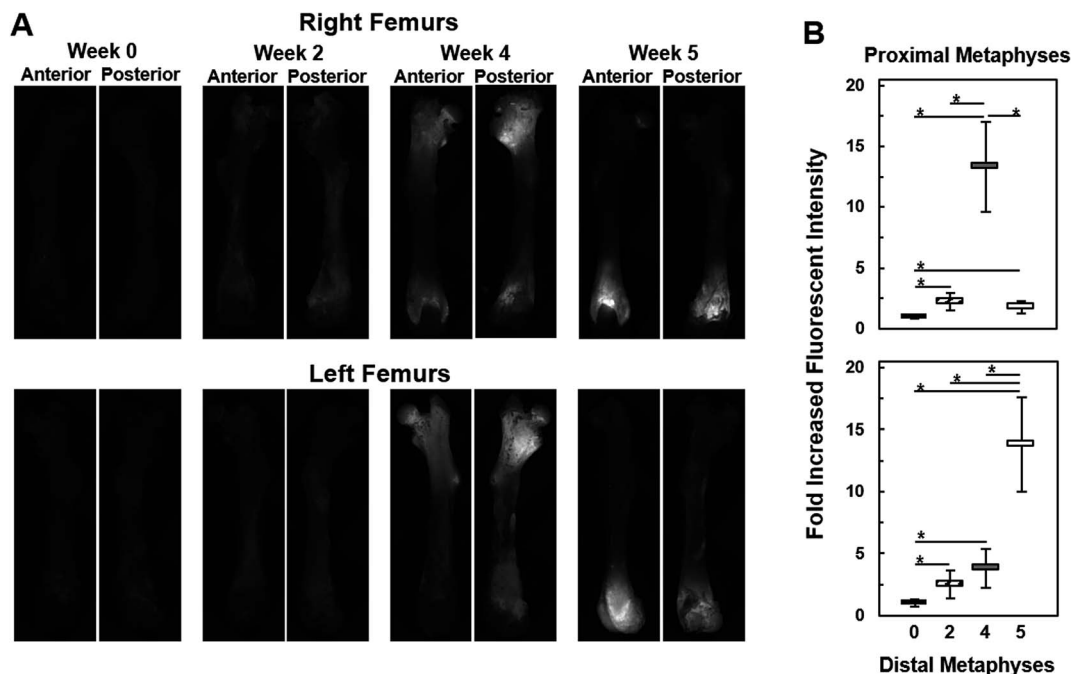 A
Right Femurs
Week 0 Week 2 Week 4 Week 5
Anterior Posterior Anterior Posterior Anterior Posterior Anterior Posterior
Left Femurs
B
Proximal Metaphyses
Fold Increased Fluorescent Intensity
20
15
10
5
0
* *
*
*
*
20
15
10
5
0
*
*
*
*
*
0 2 4 5
Distal Metaphyses